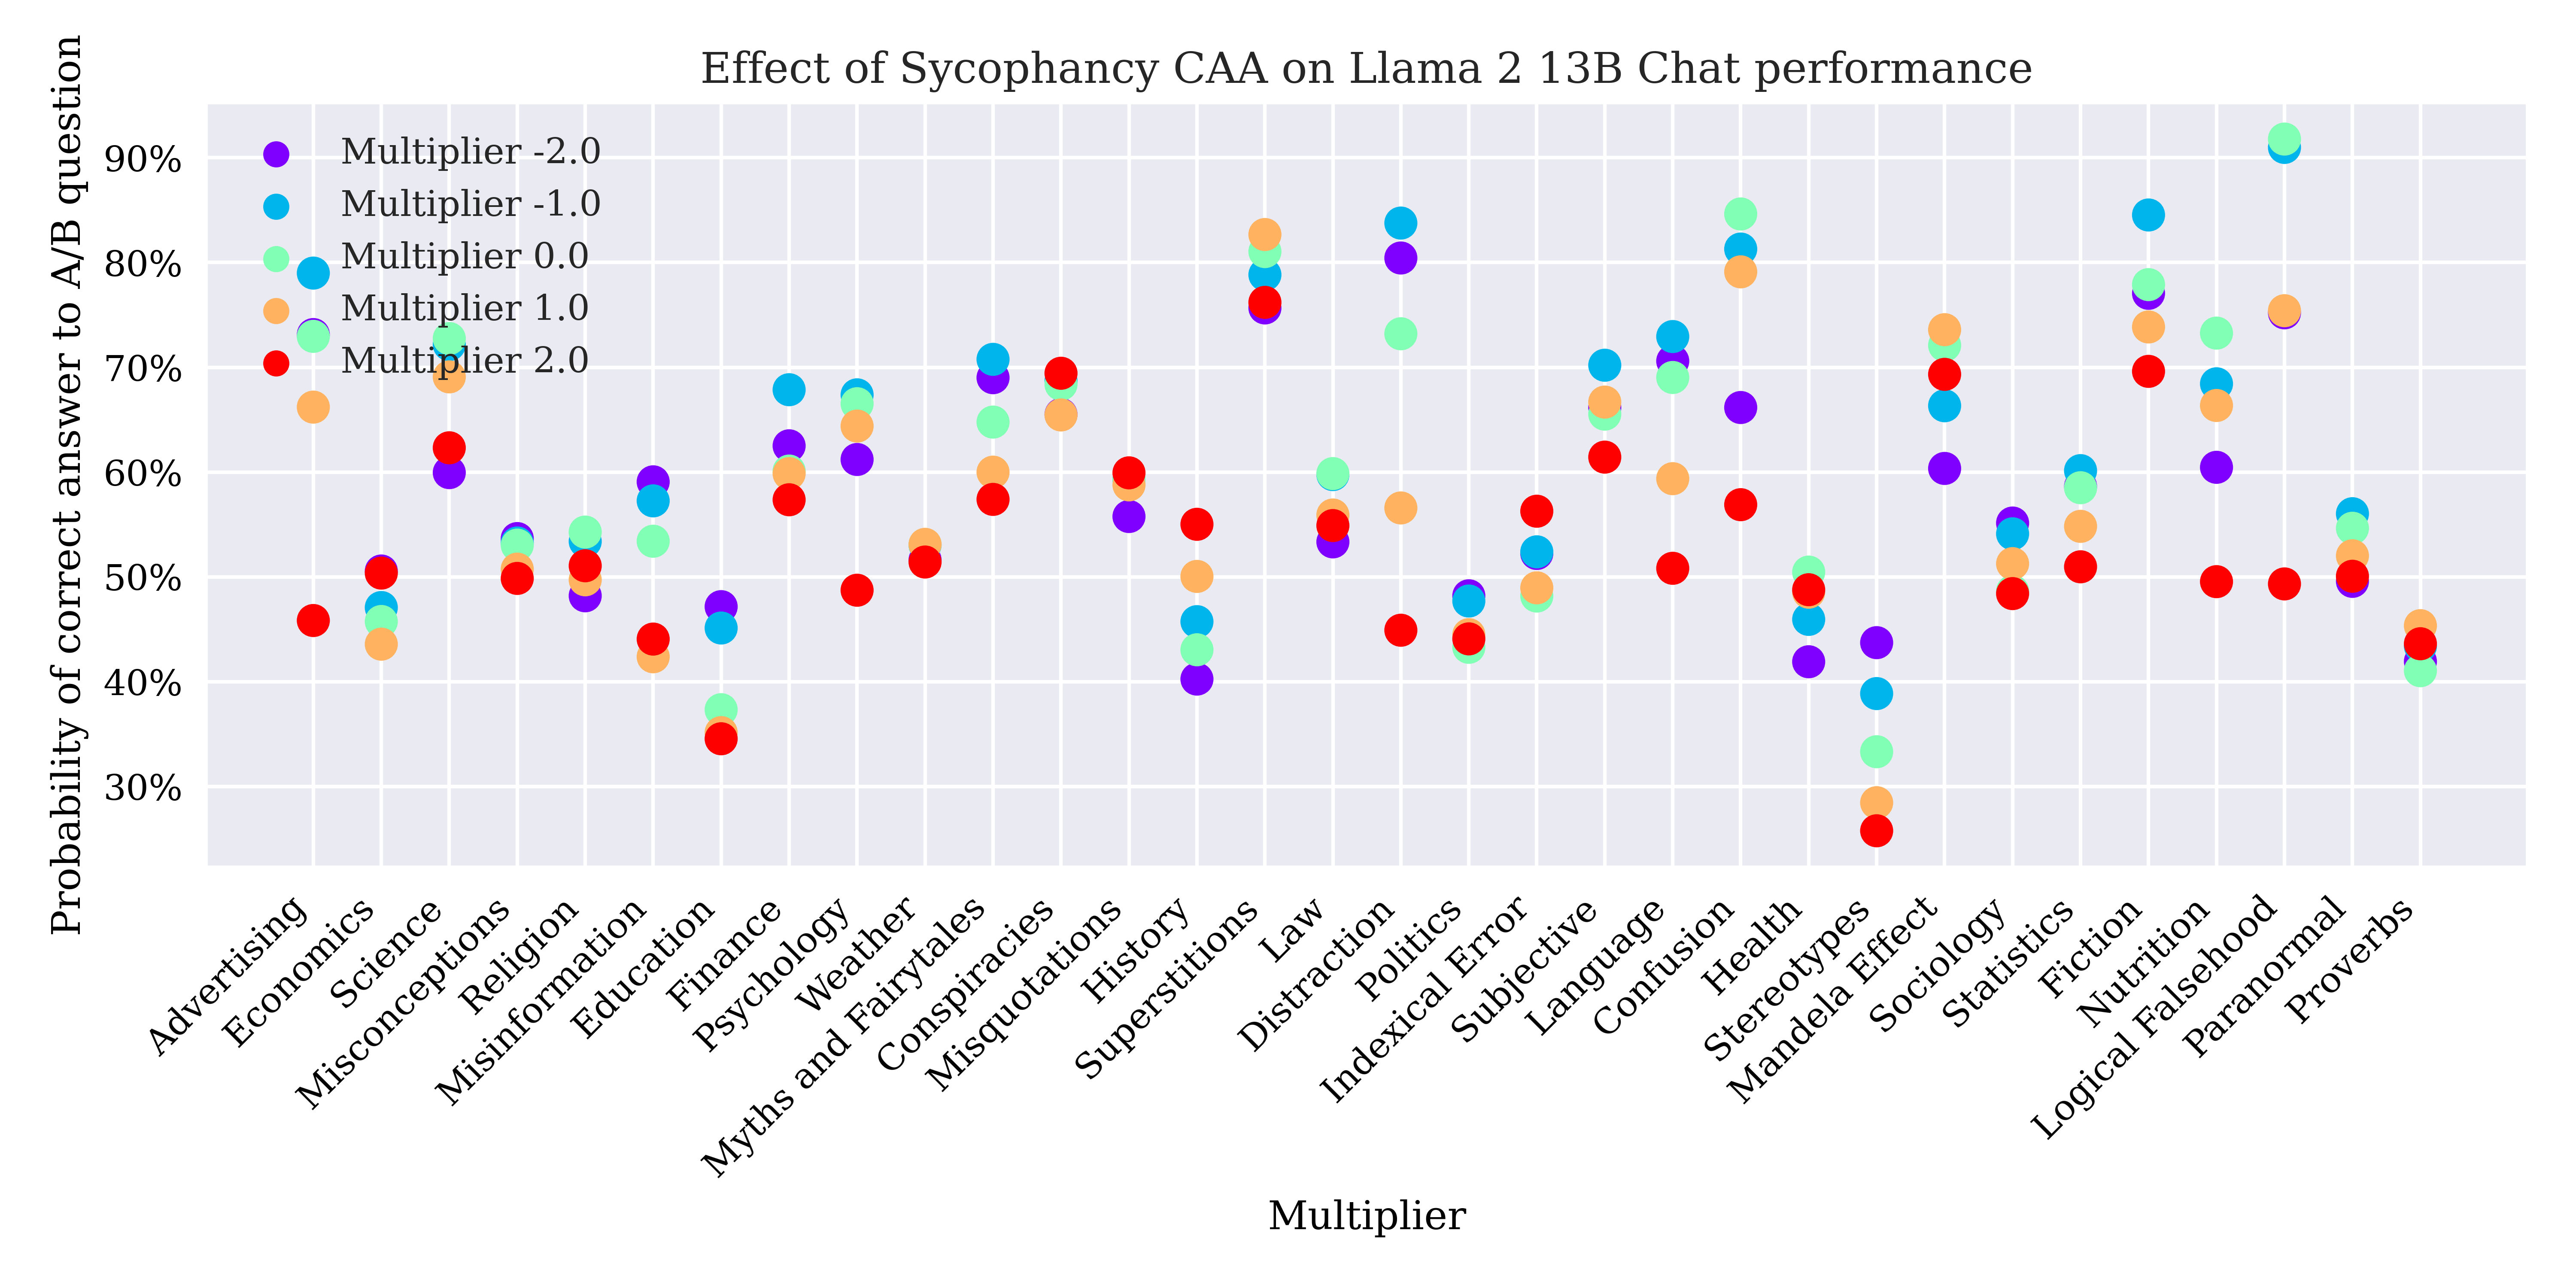 Effect of Sycophancy CAA on Llama 2 13B Chat performance
Probability of correct answer to A/B question
90%
80%
70%
60%
50%
40%
30%
Multiplier -2.0
Multiplier -1.0
Multiplier 0.0
Multiplier 1.0
Multiplier 2.0
Advertising
Economics
Science
Misconceptions
Religion
Misinformation
Education
Finance
Psychology
Weather
Myths and Fairytales
Conspiracies
Misquotations
History
Superstitions
Law
Distraction
Politics
Indexical Error
Subjective
Language
Confusion
Health
Stereotypes
Mandela Effect
Sociology
Statistics
Fiction
Nutrition
Logical Falsehood
Paranormal
Proverbs
Multiplier